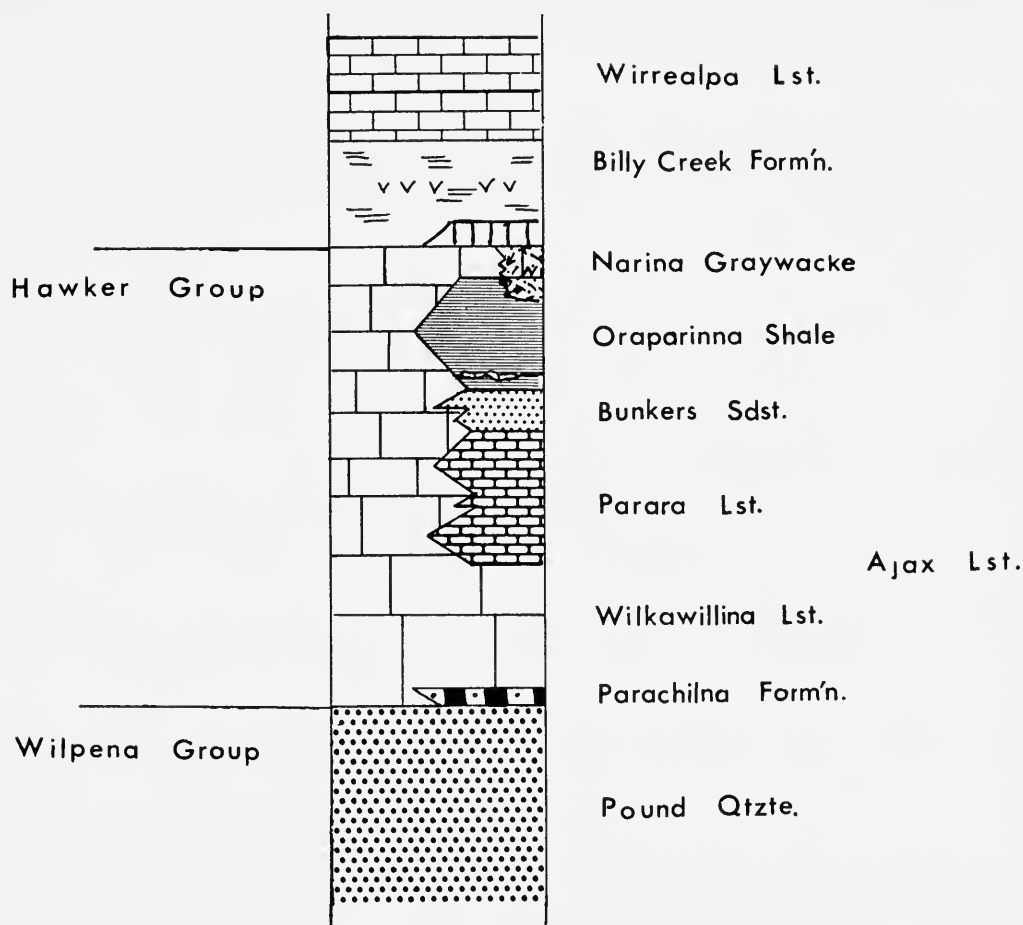 Wirrealpa Lst.
Billy Creek Form'n.
Narina Graywacke
Hawker Group
Oraparinna Shale
Bunkers Sdst.
Parara Lst.
Ajax Lst.
Wilkawillina Lst.
Parachilna Form'n.
Wilpena Group
Pound Qtzte.